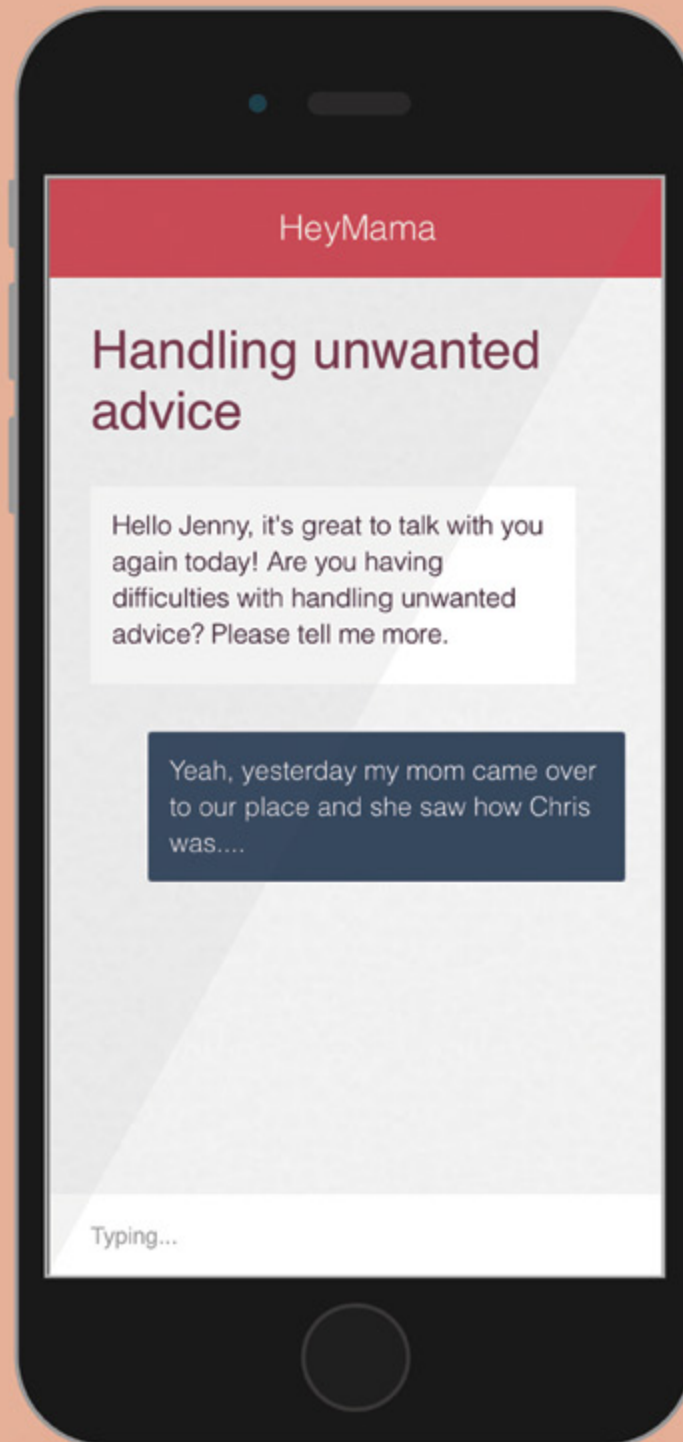 HeyMama
Handling unwanted
advice
Hello Jenny, it's great to talk with you
again today! Are you having
difficulties with handling unwanted
advice? Please tell me more.
Yeah, yesterday my mom came over
to our place and she saw how Chris
was....
Typing...